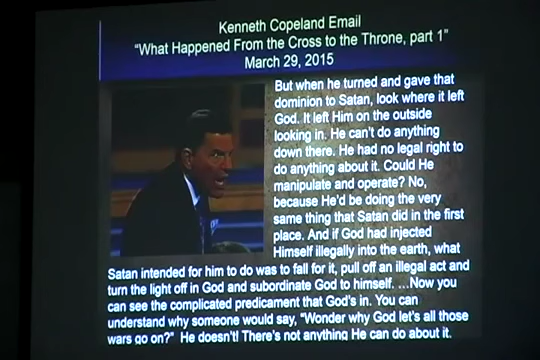 Kenneth Copeland Email
“What Happened From the Cross to the Throne, part 1”
March 29, 2015
But when he turned and gave that
dominion to Satan, look where it left
God. It left Him on the outside
looking in. He can't do anything
down there. He had no legal right to
do anything about it. Could He
manipulate and operate? No,
because He'd be doing the very
same thing that Satan did in the first
place. And if God had injected
Himself illegally into the earth, what
Satan intended for him to do was to fall for it, pull off an illegal act and
turn the light off in God and subordinate God to himself. …Now you
can see the complicated predicament that God's in. You can
understand why someone would say, “Wonder why God let's all those
wars go on?” He doesn't! There's not anything He can do about it.